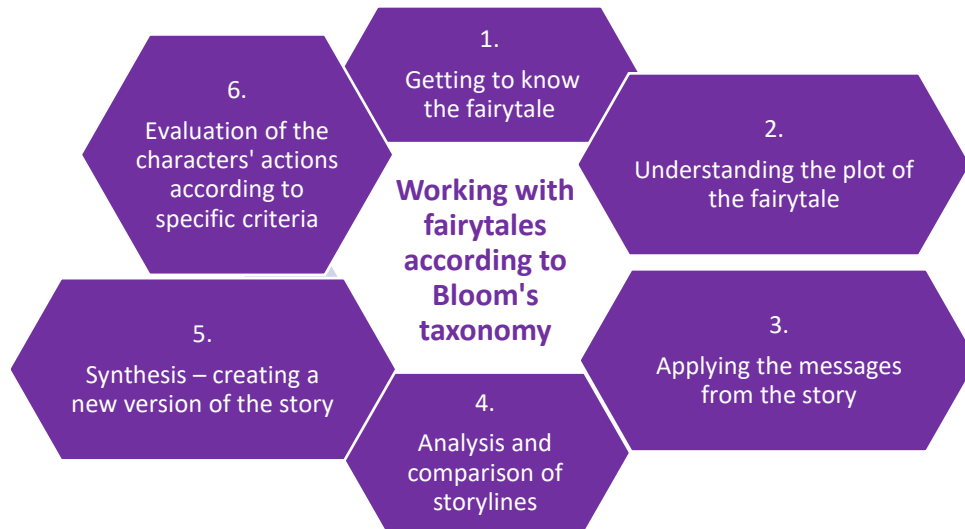 1.
Getting to know
the fairytale
2.
Understanding the plot of
the fairytale
3.
Applying the messages
from the story
4.
Analysis and
comparison of
storylines
5.
Synthesis – creating a
new version of the story
6.
Evaluation of the
characters' actions
according to
specific criteria
Working with
fairytales
according to
Bloom's
taxonomy